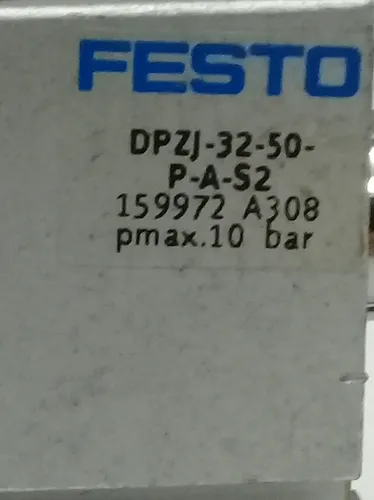 FESTO
DPZJ-32-50-
P-A-S2
159972 A308
pmax.10 bar